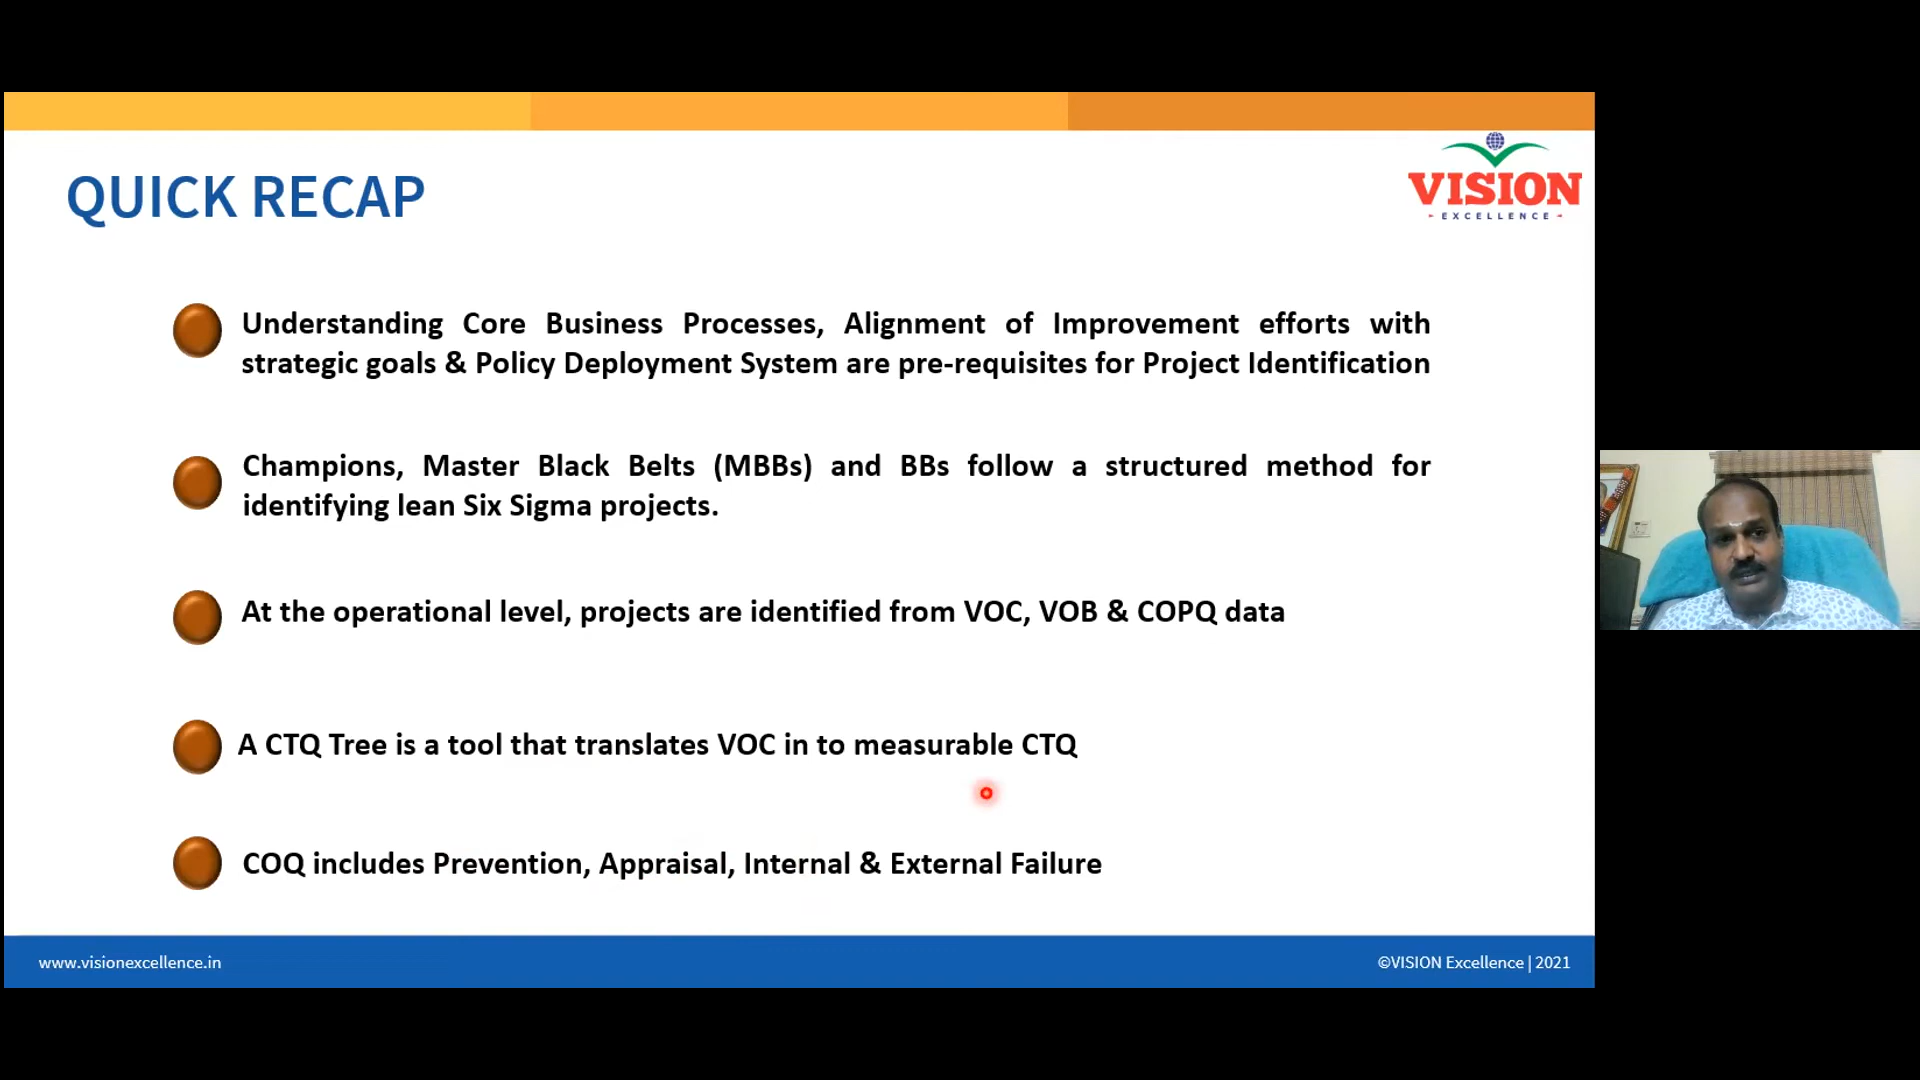 QUICK RECAP
VISION
EXCELLENCE
Understanding Core Business Processes, Alignment of Improvement efforts with
strategic goals & Policy Deployment System are pre-requisites for Project Identification
Champions, Master Black Belts (MBBs) and BBs follow a structured method for
identifying lean Six Sigma projects.
At the operational level, projects are identified from VOC, VOB & COPQ data
A CTQ Tree is a tool that translates VOC in to measurable CTQ
COQ includes Prevention, Appraisal, Internal & External Failure
www.visionexcellence.in
©VISION Excellence | 2021